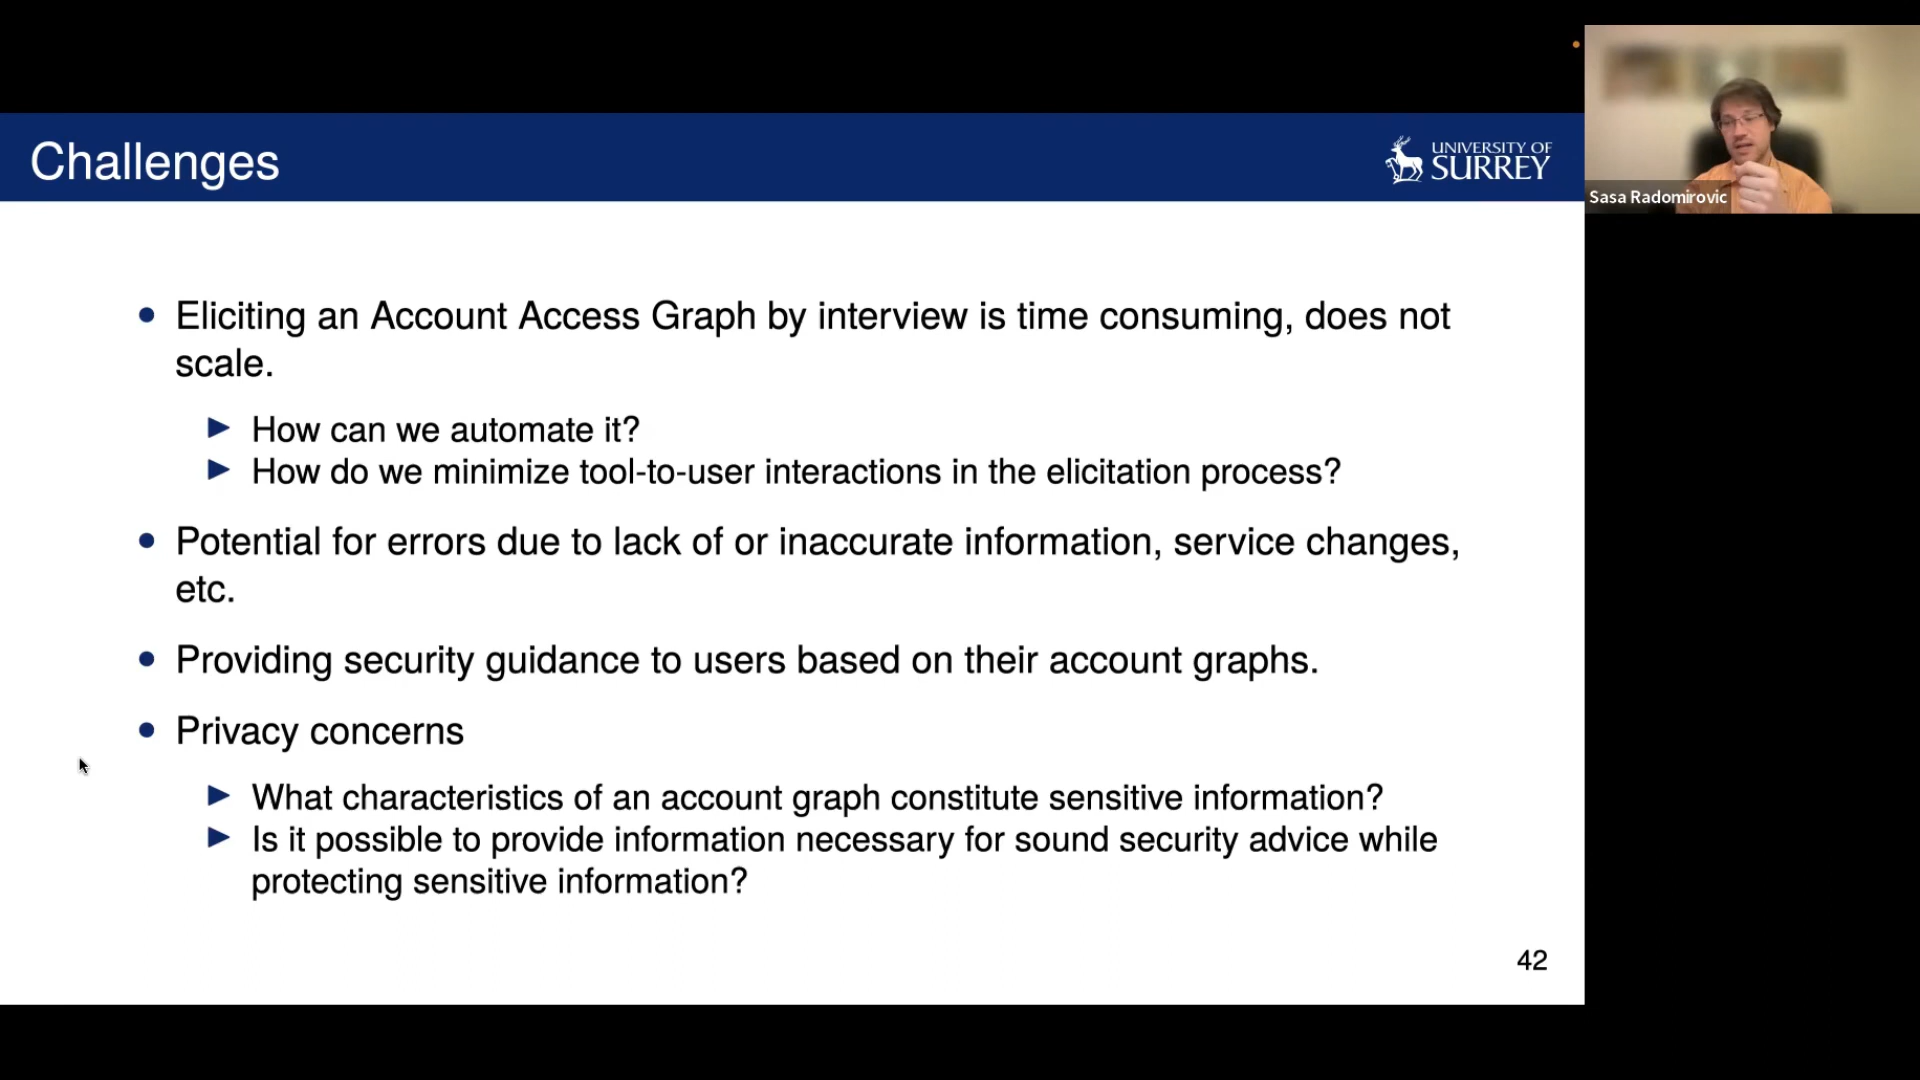 Challenges
UNIVERSITY OF
SURREY
Sasa Radomirovic
• Eliciting an Account Access Graph by interview is time consuming, does not
scale.
▶ How can we automate it?
▶ How do we minimize tool-to-user interactions in the elicitation process?
• Potential for errors due to lack of or inaccurate information, service changes,
etc.
• Providing security guidance to users based on their account graphs.
• Privacy concerns
▶ What characteristics of an account graph constitute sensitive information?
▶ Is it possible to provide information necessary for sound security advice while
protecting sensitive information?
42